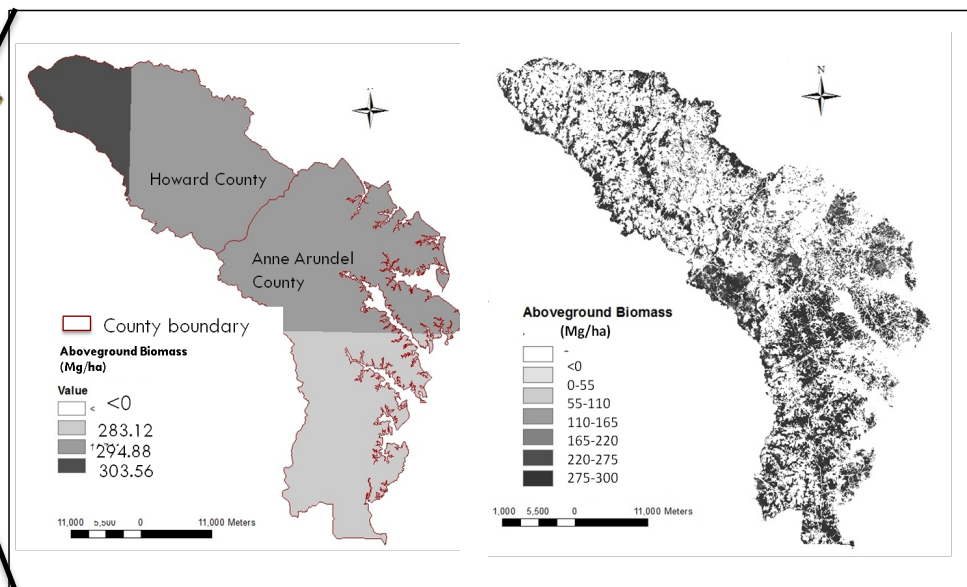 Howard County
Anne Arundel
County
County boundary
Aboveground Biomass
(Mg/ha)
Value
< <0
283.12
294.88
303.56
11,000 5,500 0 11,000 Meters
N
Aboveground Biomass
(Mg/ha)
-
<0
0-55
55-110
110-165
165-220
220-275
275-300
1,000 5,500 0 11,000 Meters